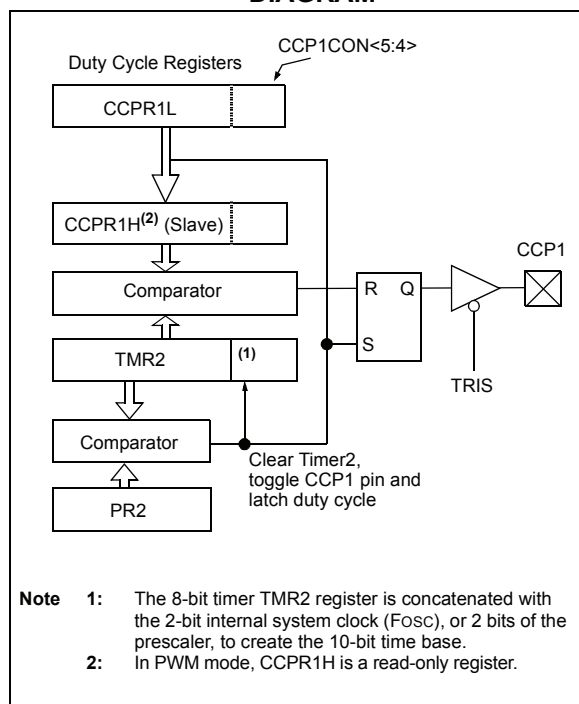 DIAGRAM
CCP1CON<5:4>
Duty Cycle Registers
CCPR1L
CCPR1H(2) (Slave)
CCP1
Comparator
R Q
TMR2
(1)
S
TRIS
Comparator
Clear Timer2,
toggle CCP1 pin and
latch duty cycle
PR2
Note 1: The 8-bit timer TMR2 register is concatenated with
the 2-bit internal system clock (FOSC), or 2 bits of the
prescaler, to create the 10-bit time base.
2: In PWM mode, CCPR1H is a read-only register.